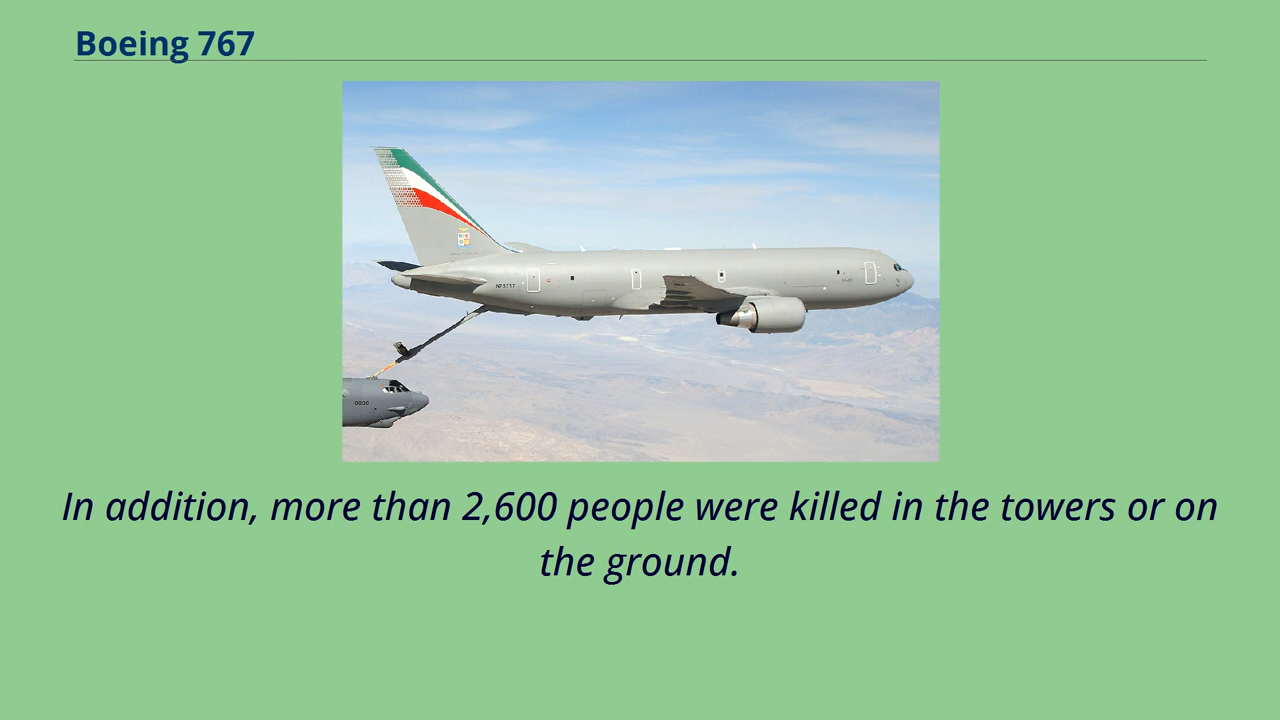 Boeing 767
In addition, more than 2,600 people were killed in the towers or on
the ground.